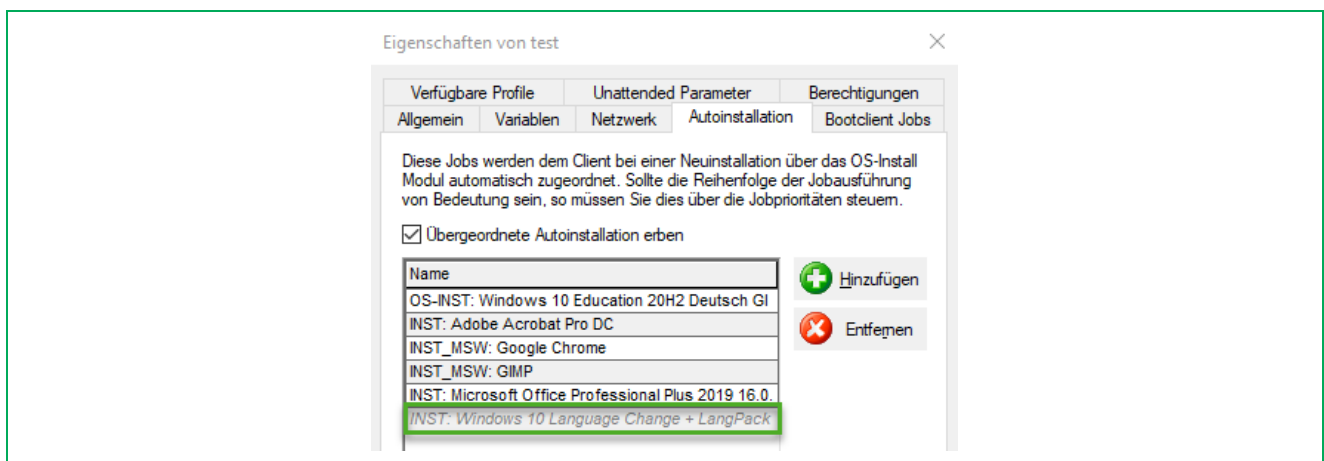 Eigenschaften von test
Verfügbare Profile Unattended Parameter Berechtigungen
Allgemein Variablen Netzwerk Autoinstallation Bootclient Jobs
Diese Jobs werden dem Client bei einer Neuinstallation über das OS-Install
Modul automatisch zugeordnet. Sollte die Reihenfolge der Jobausführung
von Bedeutung sein, so müssen Sie dies über die Jobprioritäten steuern.
Übergeordnete Autoinstallation erben
Name
Hinzufügen
OS-INST: Windows 10 Education 20H2 Deutsch GI
INST: Adobe Acrobat Pro DC
Entfernen
INST_MSW: Google Chrome
INST_MSW: GIMP
INST: Microsoft Office Professional Plus 2019 16.0.
INST: Windows 10 Language Change + LangPack